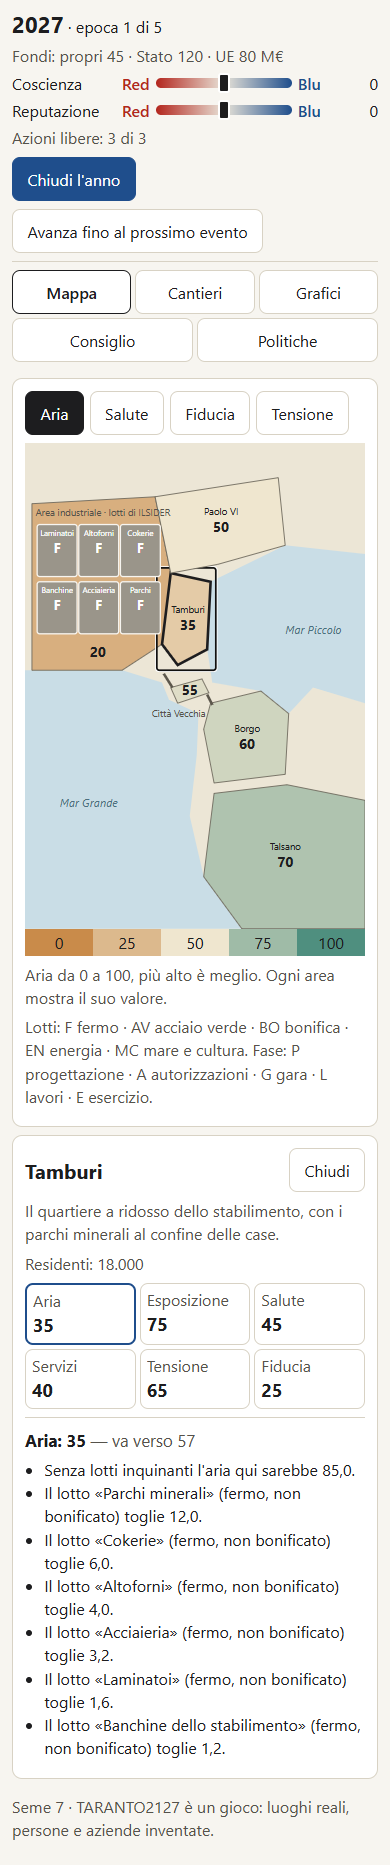 2027 · epoca 1 di 5
Fondi: propri 45 · Stato 120 · UE 80 M€
Coscienza Red Blu 0
Reputazione Red Blu 0
Azioni libere: 3 di 3
Chiudi l'anno
Avanza fino al prossimo evento
Mappa Cantieri Grafici
Consiglio Politiche
Aria Salute Fiducia Tensione
Area industriale · lotti di ILSIDER
Paolo VI
50
Laminatoi Altoforni Cokerie
F F F
Banchine Acciaieria Parchi
F F F
20
Tamburi
35
Mar Piccolo
55
Città Vecchia
Borgo
60
Mar Grande
Talsano
70
0 25 50 75 100
Aria da 0 a 100, più alto è meglio. Ogni area
mostra il suo valore.
Lotti: F fermo · AV acciaio verde · BO bonifica ·
EN energia · MC mare e cultura. Fase: P
progettazione · A autorizzazioni · G gara · L
lavori · E esercizio.
Tamburi Chiudi
Il quartiere a ridosso dello stabilimento, con i
parchi minerali al confine delle case.
Residenti: 18.000
Aria Esposizione Salute
35 75 45
Servizi Tensione Fiducia
40 65 25
Aria: 35 — va verso 57
• Senza lotti inquinanti l'aria qui sarebbe 85,0.
• Il lotto «Parchi minerali» (fermo, non
bonificato) toglie 12,0.
• Il lotto «Cokerie» (fermo, non bonificato)
toglie 6,0.
• Il lotto «Altoforni» (fermo, non bonificato)
toglie 4,0.
• Il lotto «Acciaieria» (fermo, non bonificato)
toglie 3,2.
• Il lotto «Laminatoi» (fermo, non bonificato)
toglie 1,6.
• Il lotto «Banchine dello stabilimento» (fermo,
non bonificato) toglie 1,2.
Seme 7 · TARANTO2127 è un gioco: luoghi reali,
persone e aziende inventate.